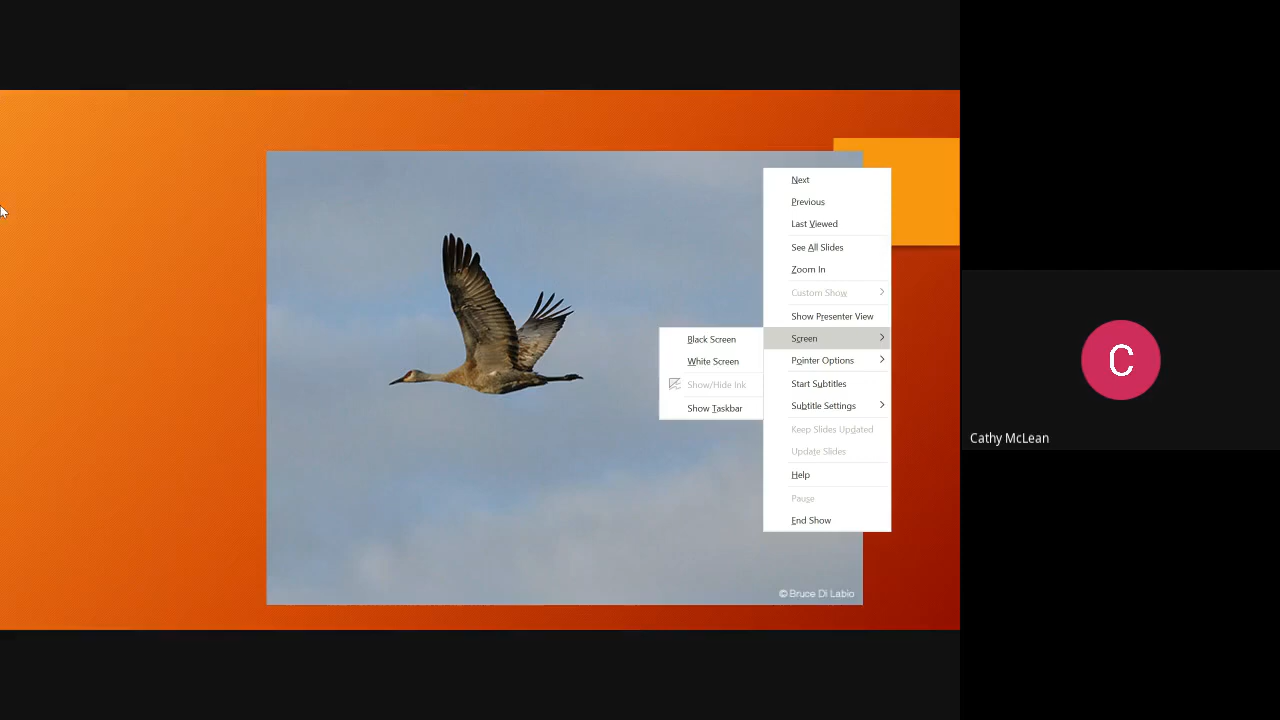 Next
Previous
Last Viewed
See All Slides
Zoom In
Custom Show
Show Presenter View
Screen
Pointer Options
Start Subtitles
Subtitle Settings
Keep Slides Updated
Update Slides
Help
Pause
End Show
Black Screen
White Screen
Show/Hide Ink
Show Taskbar
© Bruce Di Labio
C
Cathy McLean